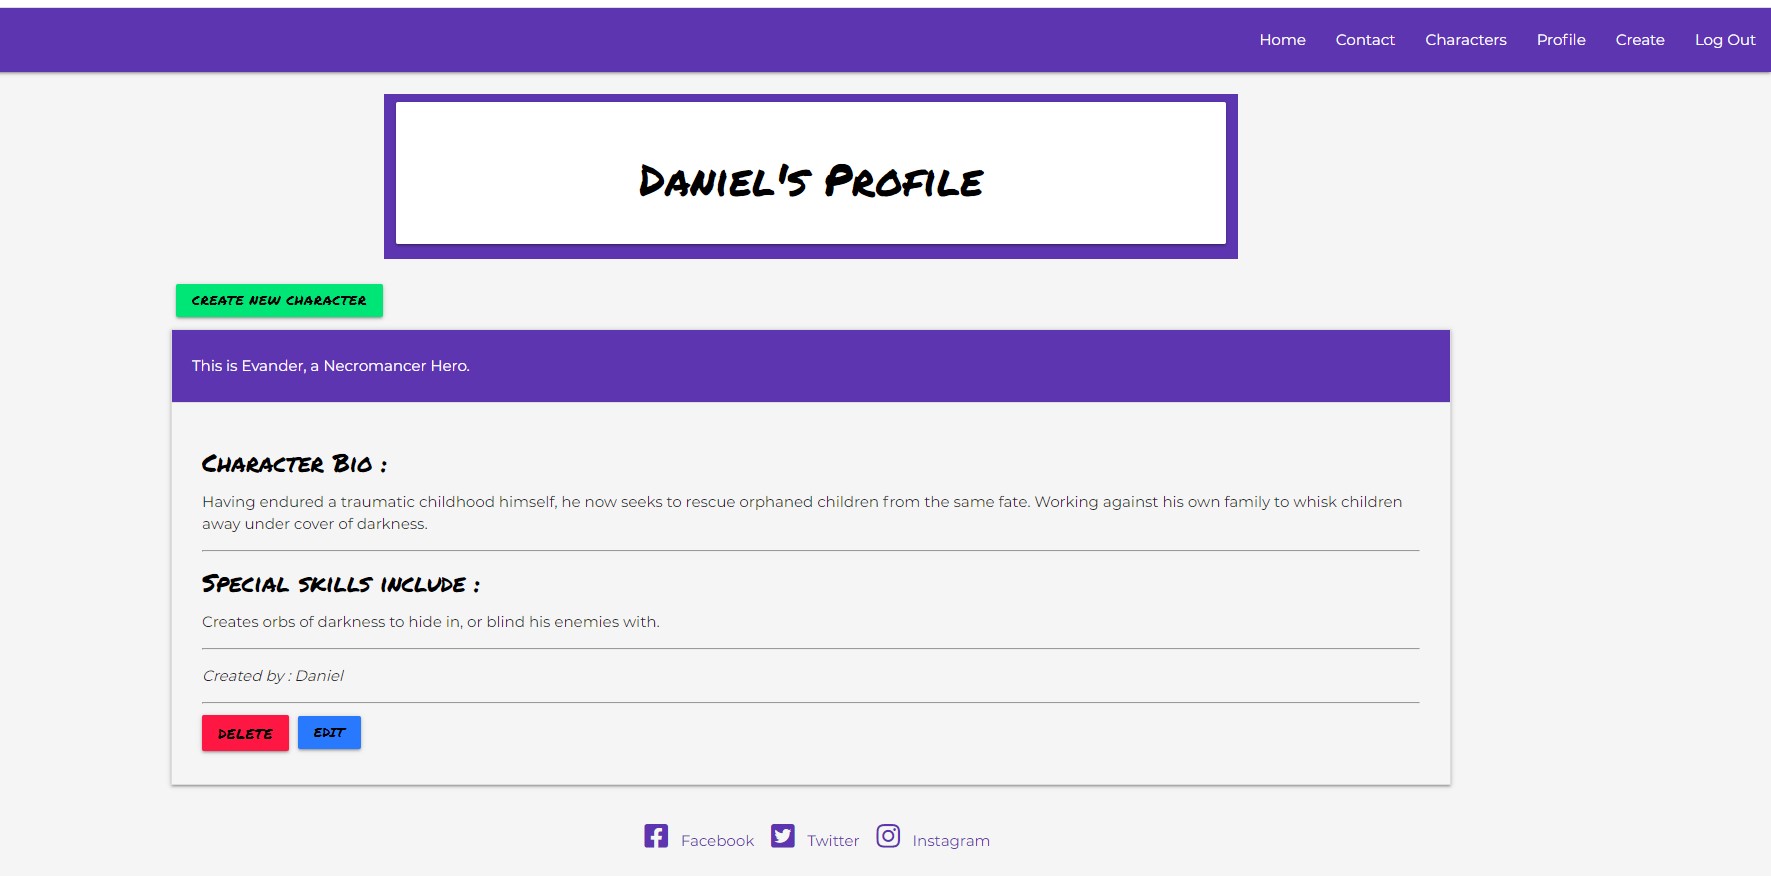 Home Contact Characters Profile Create Log Out
Daniel's Profile
CREATE NEW CHARACTER
This is Evander, a Necromancer Hero.
Character Bio :
Having endured a traumatic childhood himself, he now seeks to rescue orphaned children from the same fate. Working against his own family to whisk children
away under cover of darkness.
Special skills include :
Creates orbs of darkness to hide in, or blind his enemies with.
Created by : Daniel
DELETE EDIT
Facebook Twitter Instagram